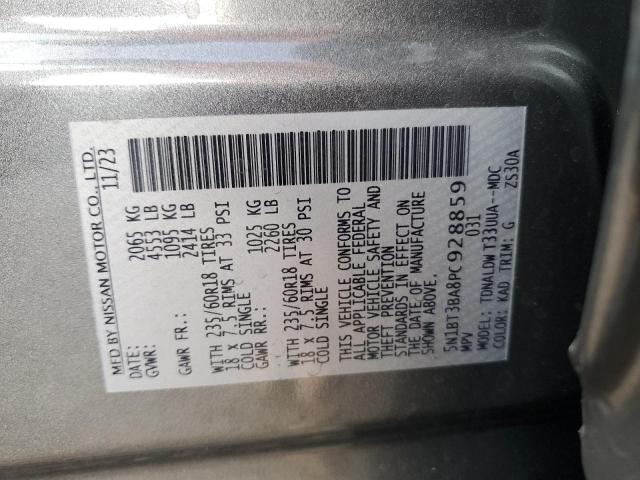 MFD BY NISSAN MOTOR CO., LTD.
DATE: 11/23
GVWR: 2065 KG
4553 LB
GAWR FR: 1095 KG
2414 LB
WITH 235/60R18 TIRES
18 X 7.5 RIMS AT 33 PSI
COLD SINGLE
GAWR RR: 1025 KG
2260 LB
WITH 235/60R18 TIRES
18 X 7.5 RIMS AT 30 PSI
COLD SINGLE
THIS VEHICLE CONFORMS TO
ALL APPLICABLE FEDERAL
MOTOR VEHICLE SAFETY AND
THEFT PREVENTION
STANDARDS IN EFFECT ON
THE DATE OF MANUFACTURE
SHOWN ABOVE.
5N1BT3BA8PC928859
MPV 031
MODEL: TONALDW T33UUA--MDC
COLOR: KAD TRIM: G ZS30A